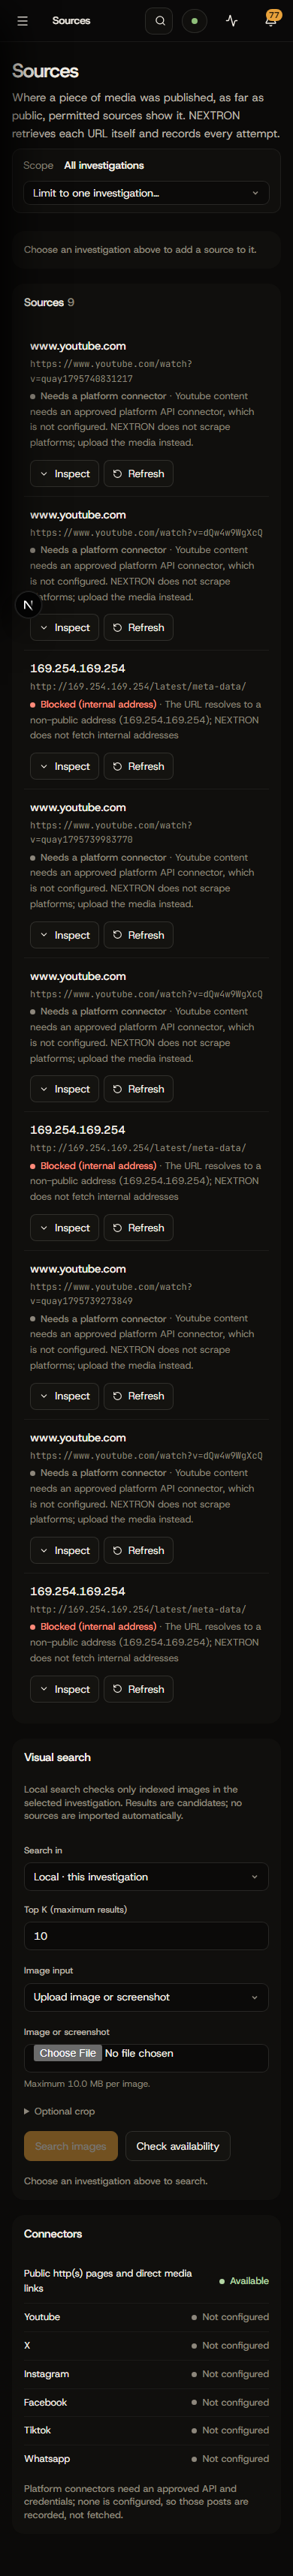 Sources
77
Sources
Where a piece of media was published, as far as
public, permitted sources show it. NEXTRON
retrieves each URL itself and records every attempt.
Scope All investigations
Limit to one investigation...
Choose an investigation above to add a source to it.
Sources 9
www.youtube.com
https://www.youtube.com/watch?
v=quay1795740831217
Needs a platform connector · Youtube content
needs an approved platform API connector, which
is not configured. NEXTRON does not scrape
platforms; upload the media instead.
Inspect Refresh
www.youtube.com
https://www.youtube.com/watch?v=dQw4w9WgXcQ
Needs a platform connector · Youtube content
needs an approved platform API connector, which
is not configured. NEXTRON does not scrape
platforms; upload the media instead.
N
Inspect Refresh
169.254.169.254
http://169.254.169.254/latest/meta-data/
Blocked (internal address) · The URL resolves to a
non-public address (169.254.169.254); NEXTRON
does not fetch internal addresses
Inspect Refresh
www.youtube.com
https://www.youtube.com/watch?
v=quay1795739983770
Needs a platform connector · Youtube content
needs an approved platform API connector, which
is not configured. NEXTRON does not scrape
platforms; upload the media instead.
Inspect Refresh
www.youtube.com
https://www.youtube.com/watch?v=dQw4w9WgXcQ
Needs a platform connector · Youtube content
needs an approved platform API connector, which
is not configured. NEXTRON does not scrape
platforms; upload the media instead.
Inspect Refresh
169.254.169.254
http://169.254.169.254/latest/meta-data/
Blocked (internal address) · The URL resolves to a
non-public address (169.254.169.254); NEXTRON
does not fetch internal addresses
Inspect Refresh
www.youtube.com
https://www.youtube.com/watch?
v=quay1795739273849
Needs a platform connector · Youtube content
needs an approved platform API connector, which
is not configured. NEXTRON does not scrape
platforms; upload the media instead.
Inspect Refresh
www.youtube.com
https://www.youtube.com/watch?v=dQw4w9WgXcQ
Needs a platform connector · Youtube content
needs an approved platform API connector, which
is not configured. NEXTRON does not scrape
platforms; upload the media instead.
Inspect Refresh
169.254.169.254
http://169.254.169.254/latest/meta-data/
Blocked (internal address) · The URL resolves to a
non-public address (169.254.169.254); NEXTRON
does not fetch internal addresses
Inspect Refresh
Visual search
Local search checks only indexed images in the
selected investigation. Results are candidates; no
sources are imported automatically.
Search in
Local · this investigation
Top K (maximum results)
10
Image input
Upload image or screenshot
Image or screenshot
Choose File No file chosen
Maximum 10.0 MB per image.
Optional crop
Search images Check availability
Choose an investigation above to search.
Connectors
Public http(s) pages and direct media
links
Available
Youtube Not configured
X Not configured
Instagram Not configured
Facebook Not configured
Tiktok Not configured
Whatsapp Not configured
Platform connectors need an approved API and
credentials; none is configured, so those posts are
recorded, not fetched.